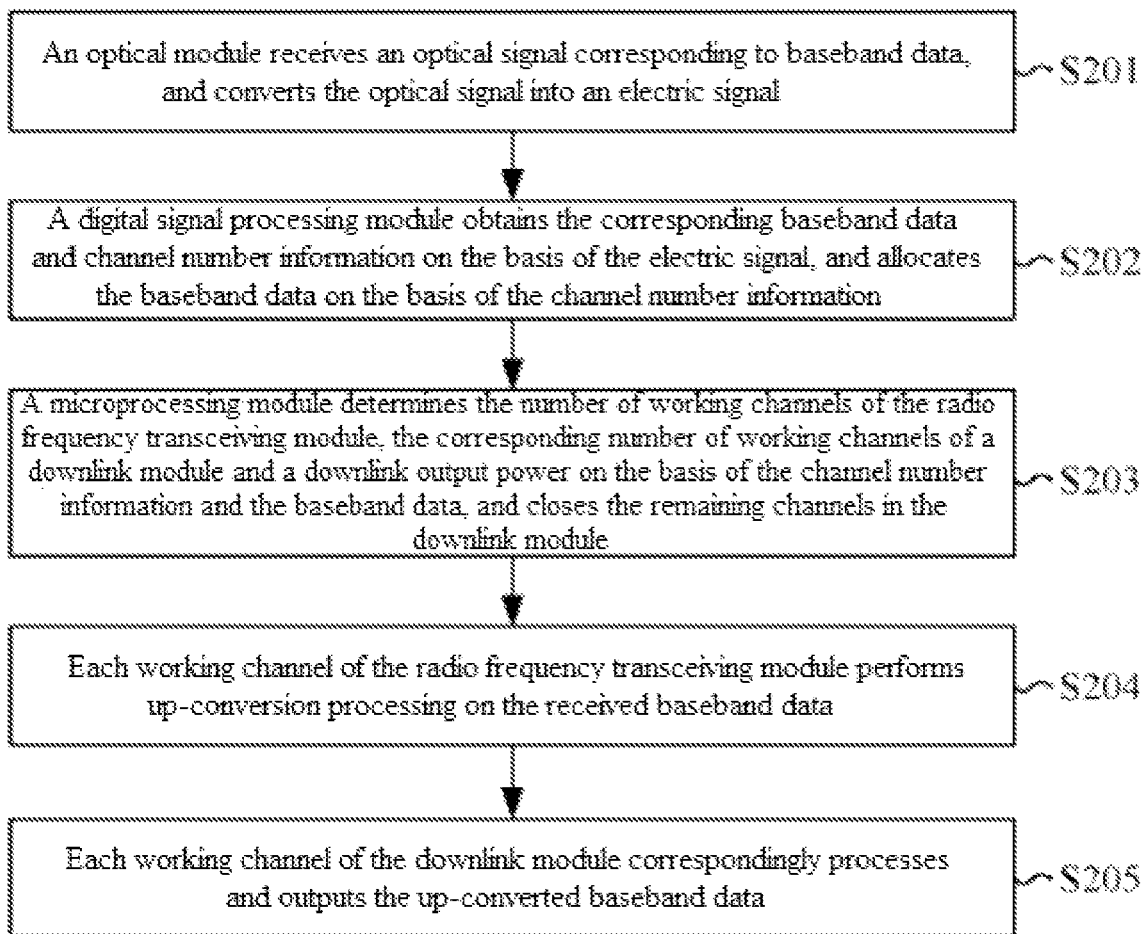 An optical module receives an optical signal corresponding to baseband data,
and converts the optical signal into an electric signal
S201
A digital signal processing module obtains the corresponding baseband data
and channel number information on the basis of the electric signal, and allocates
the baseband data on the basis of the channel number information
S202
A microprocessing module determines the number of working channels of the radio
frequency transceiving module, the corresponding number of working channels of a
downlink module and a downlink output power on the basis of the channel number
information and the baseband data, and closes the remaining channels in the
downlink module
S203
Each working channel of the radio frequency transceiving module performs
up-conversion processing on the received baseband data
S204
Each working channel of the downlink module correspondingly processes
and outputs the up-converted baseband data
S205